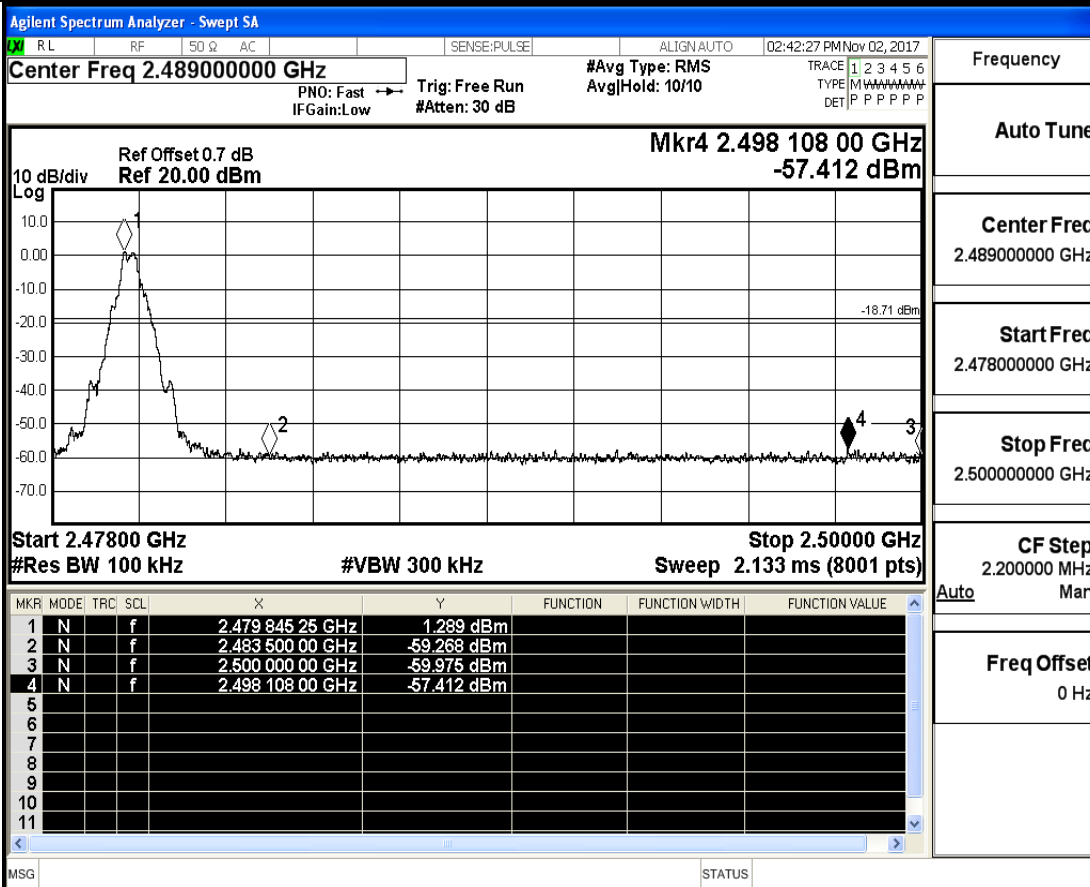 Agilent Spectrum Analyzer - Swept SA
LXI RL RF 50 Ω AC SENSE:PULSE ALIGN AUTO 02:42:27 PM Nov 02, 2017
Center Freq 2.489000000 GHz
PNO: Fast
IFGain:Low
Trig: Free Run
#Atten: 30 dB
#Avg Type: RMS
Avg|Hold: 10/10
TRACE 1 2 3 4 5 6
TYPE M
DET P P P P P P
Mkr4 2.498 108 00 GHz
-57.412 dBm
Ref Offset 0.7 dB
10 dB/div Ref 20.00 dBm
Log
10.0
0.00
-10.0
-20.0
-30.0
-40.0
-50.0
-60.0
-70.0
1
2
4
3
-18.71 dBm
Start 2.47800 GHz Stop 2.50000 GHz
#Res BW 100 kHz #VBW 300 kHz Sweep 2.133 ms (8001 pts)
MKR MODE TRC SCL X Y FUNCTION FUNCTION WIDTH FUNCTION VALUE
1 N f 2.479 845 25 GHz 1.289 dBm
2 N f 2.483 500 00 GHz -59.268 dBm
3 N f 2.500 000 00 GHz -59.975 dBm
4 N f 2.498 108 00 GHz -57.412 dBm
5
6
7
8
9
10
11
MSG STATUS
Frequency
Auto Tune
Center Freq
2.489000000 GHz
Start Freq
2.478000000 GHz
Stop Freq
2.500000000 GHz
CF Step
2.200000 MHz
Auto Man
Freq Offset
0 Hz